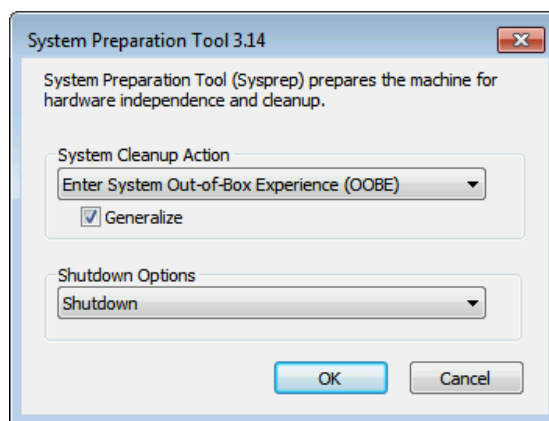 System Preparation Tool 3.14
System Preparation Tool (Sysprep) prepares the machine for
hardware independence and cleanup.
System Cleanup Action
Enter System Out-of-Box Experience (OOBE)
Generalize
Shutdown Options
Shutdown
OK
Cancel